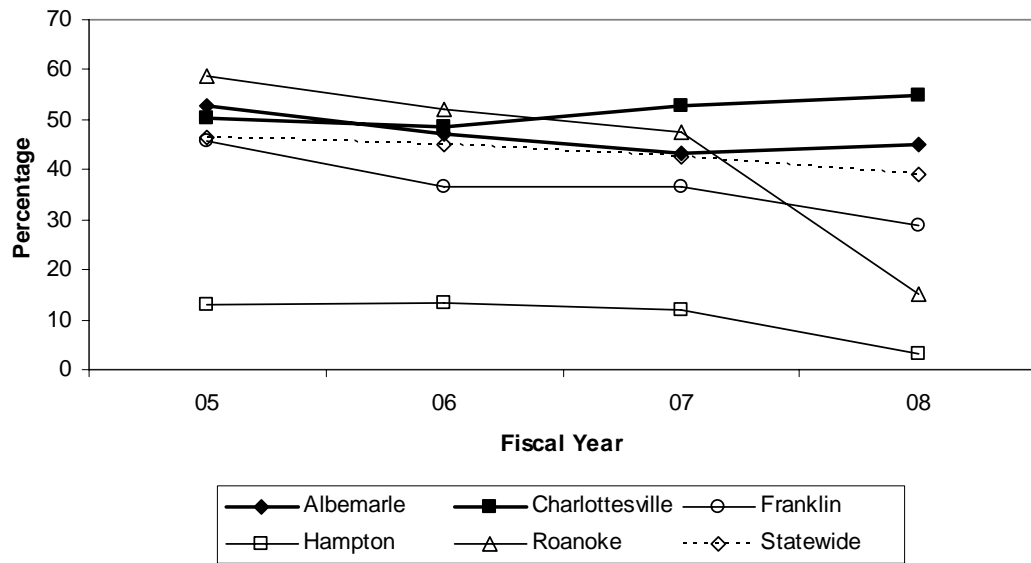 70
60
50
40
30
20
10
0
Percentage
05 06 07 08
Fiscal Year
Albemarle Charlottesville Franklin
Hampton Roanoke Statewide